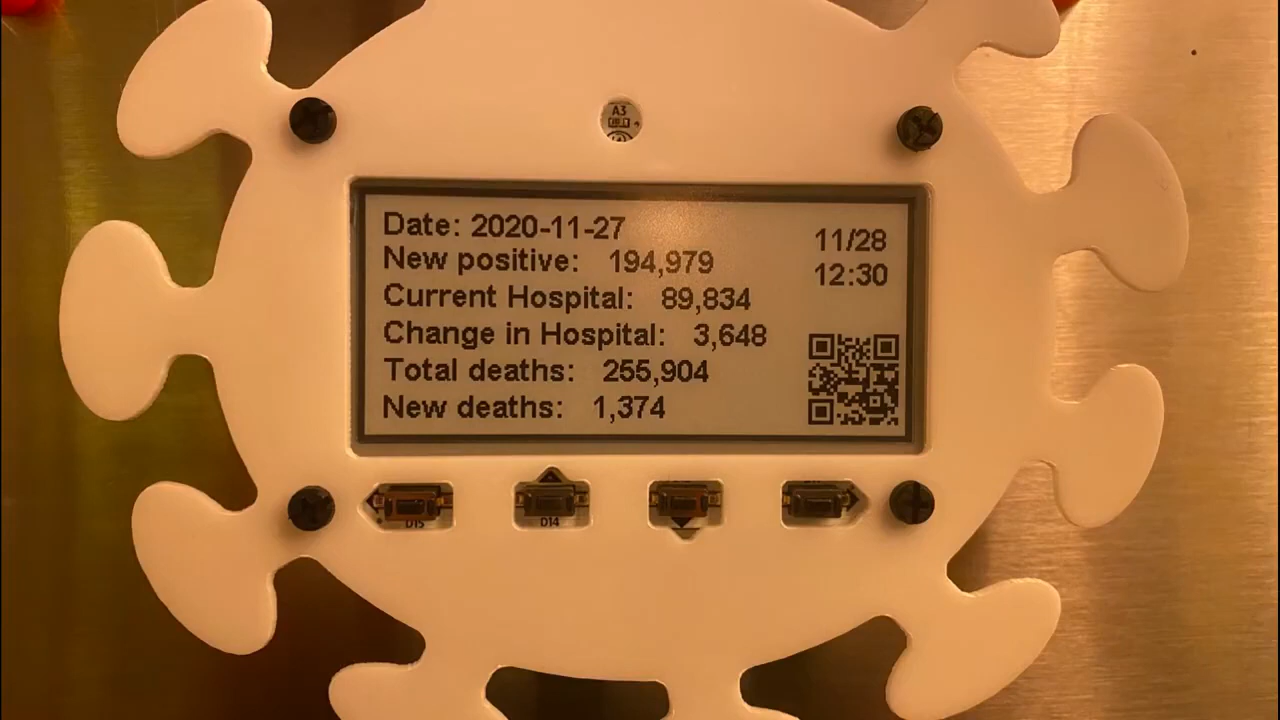 A3
Date: 2020-11-27
New positive: 194,979
Current Hospital: 89,834
Change in Hospital: 3,648
Total deaths: 255,904
New deaths: 1,374
11/28
12:30
D15
D14